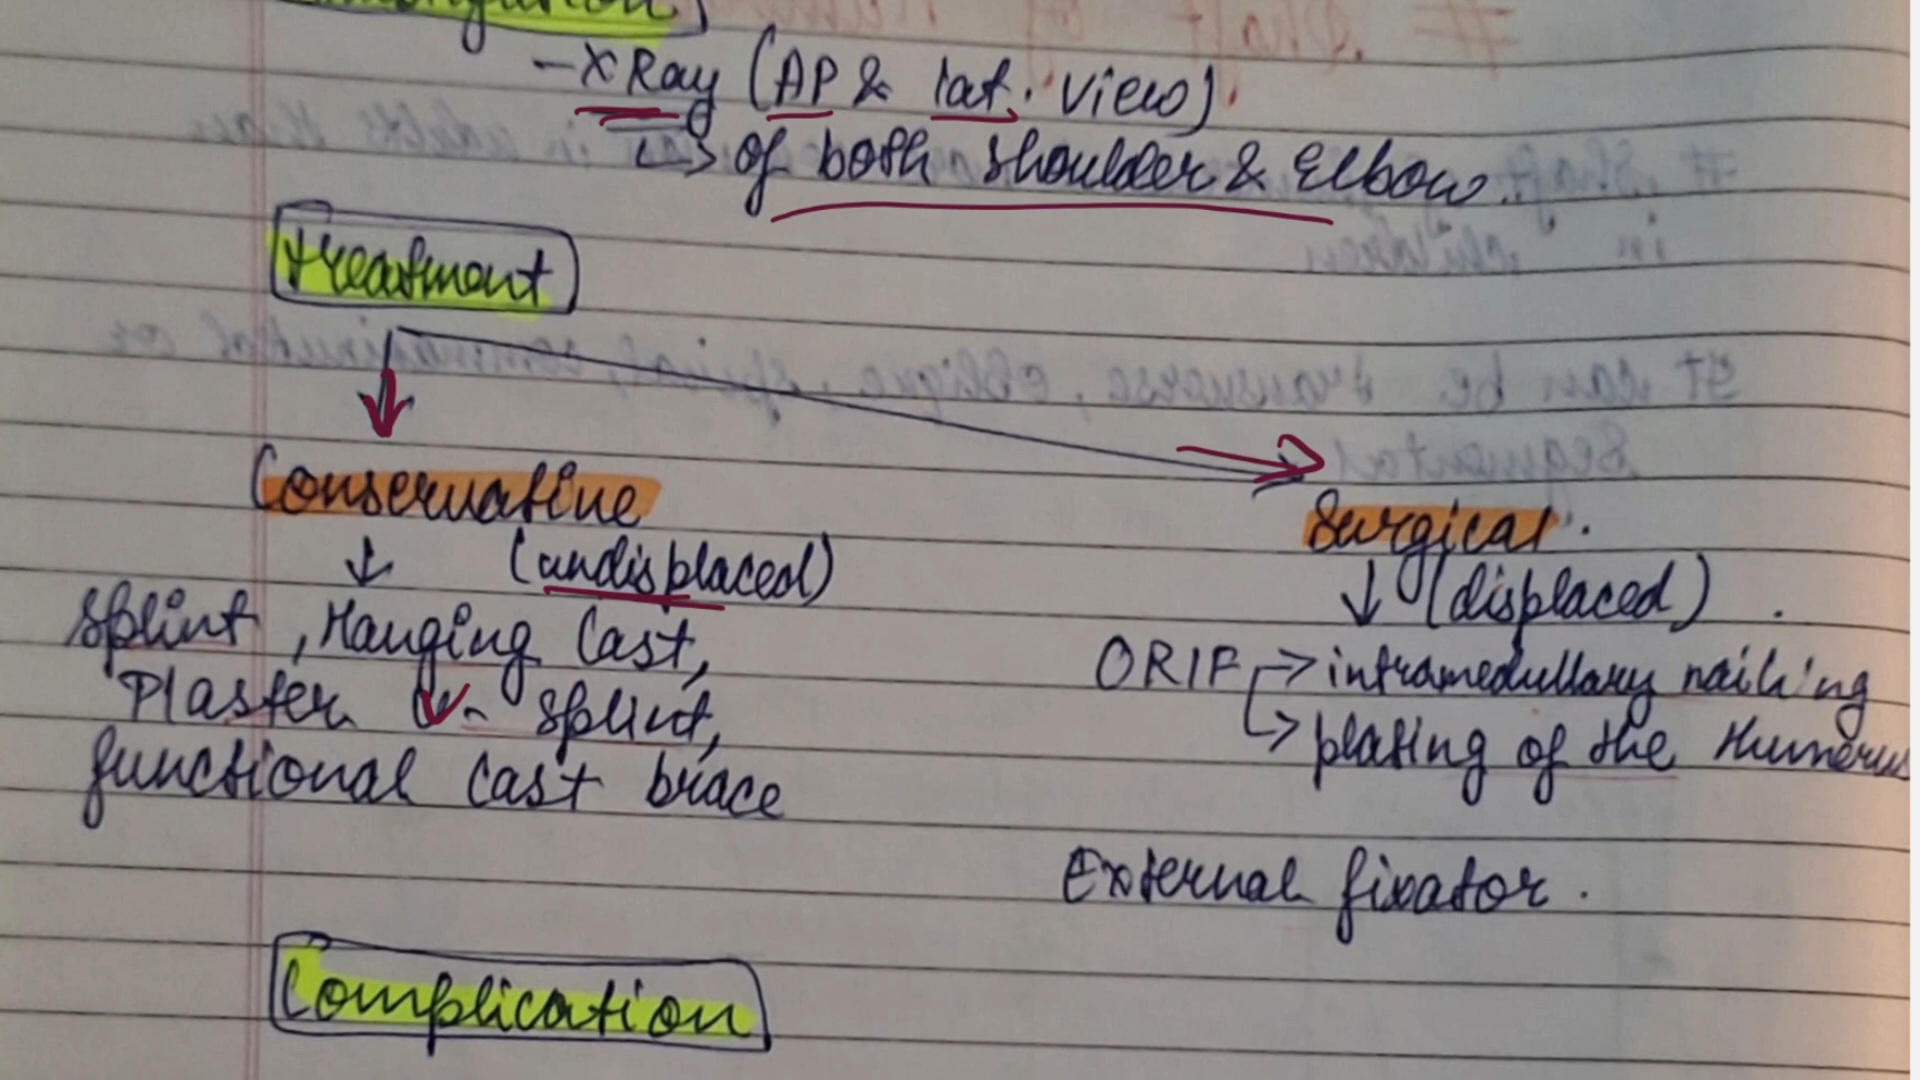 - X Ray (AP & lat. view).
↳ of both shoulder & Elbow.
treatment
Conservative
(undisplaced)
Splint, Hanging Cast,
Plaster U - Splint,
functional cast brace
Surgical.
(displaced)
ORIF → intramedullary nailing
→ plating of the Humerus
External fixator.
Complication